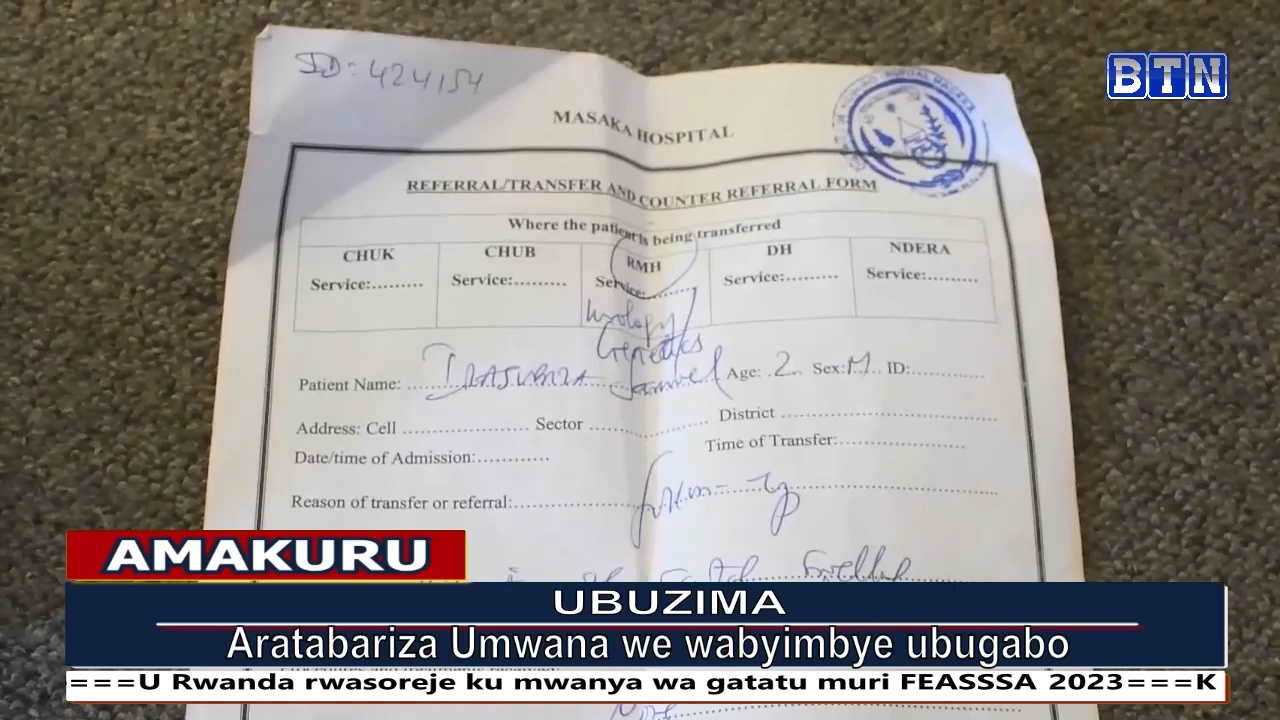 ID: 424154
BTN
MASAKA HOSPITAL
REFERRAL/TRANSFER AND COUNTER REFERRAL FORM
Where the patient is being transferred
CHUK CHUB RMH DH NDERA
Service:......... Service:......... Service:......... Service:......... Service:.........
Urology/
Genetics
Patient Name: Samuel Age: 2 Sex: M ID:
Address: Cell Sector District
Date/time of Admission: Time of Transfer:
Reason of transfer or referral:
AMAKURU
UBUZIMA
Aratabariza Umwana we wabyimbye ubugabo
===U Rwanda rwasoreje ku mwanya wa gatatu muri FEASSSA 2023===K